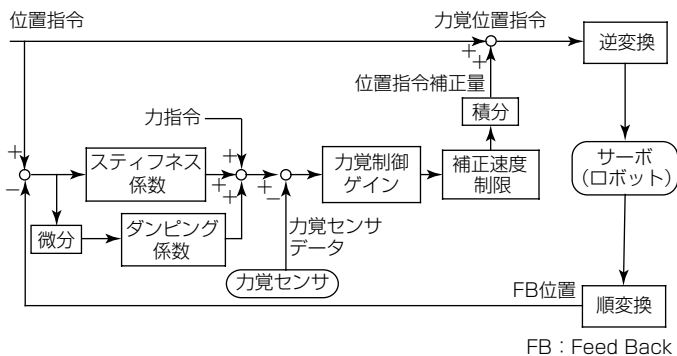 位置指令
力覚位置指令
逆変換
位置指令補正量
積分
力指令
スティフネス
係数
力覚制御
ゲイン
補正速度
制限
サーボ
(ロボット)
微分
ダンピング
係数
力覚センサ
データ
力覚センサ
FB位置
順変換
FB:Feed Back